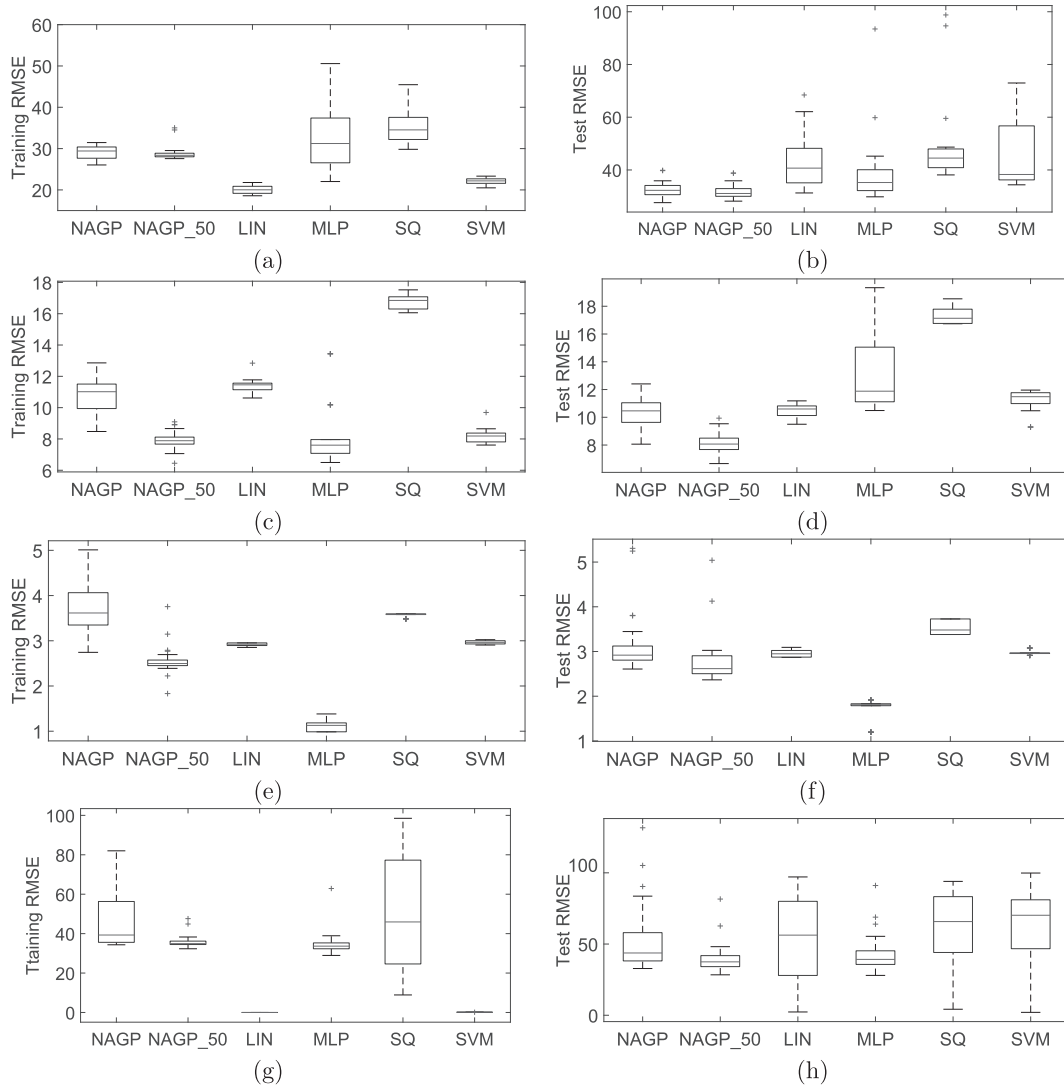 Training RMSE
60
50
40
30
20
NAGP NAGP_50 LIN MLP SQ SVM
(a)
Test RMSE
100
80
60
40
NAGP NAGP_50 LIN MLP SQ SVM
(b)
Training RMSE
18
16
14
12
10
8
6
NAGP NAGP_50 LIN MLP SQ SVM
(c)
Test RMSE
18
16
14
12
10
8
NAGP NAGP_50 LIN MLP SQ SVM
(d)
Training RMSE
5
4
3
2
1
NAGP NAGP_50 LIN MLP SQ SVM
(e)
Test RMSE
5
4
3
2
1
NAGP NAGP_50 LIN MLP SQ SVM
(f)
Ttaining RMSE
100
80
60
40
20
0
NAGP NAGP_50 LIN MLP SQ SVM
(g)
Test RMSE
100
50
0
NAGP NAGP_50 LIN MLP SQ SVM
(h)